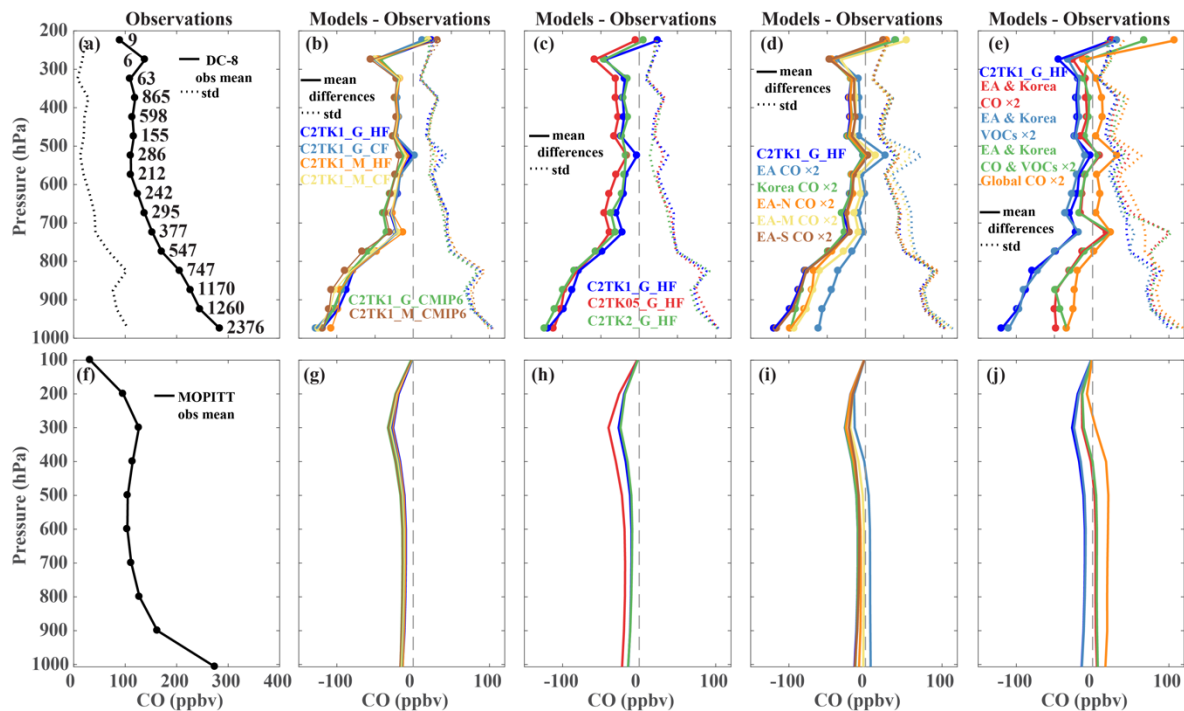 Observations
Models - Observations
Models - Observations
Models - Observations
Models - Observations
Pressure (hPa)
200
300
400
500
600
700
800
900
1000
(a)
DC-8
obs mean
std
9
6
63
865
598
155
286
212
242
295
377
547
747
1170
1260
2376
(b)
mean
differences
std
C2TK1_G_HF
C2TK1_G_CF
C2TK1_M_HF
C2TK1_M_CF
C2TK1_G_CMIP6
C2TK1_M_CMIP6
(c)
mean
differences
std
C2TK1_G_HF
C2TK05_G_HF
C2TK2_G_HF
(d)
mean
differences
std
C2TK1_G_HF
EA CO ×2
Korea CO ×2
EA-N CO ×2
EA-M CO ×2
EA-S CO ×2
(e)
C2TK1_G_HF
EA & Korea
CO ×2
EA & Korea
VOCs ×2
EA & Korea
CO & VOCs ×2
Global CO ×2
mean
differences
std
Pressure (hPa)
100
200
300
400
500
600
700
800
900
1000
(f)
MOPITT
obs mean
(g)
(h)
(i)
(j)
0 100 200 300 400
-100 0 100
-100 0 100
-100 0 100
-100 0 100
CO (ppbv)
CO (ppbv)
CO (ppbv)
CO (ppbv)
CO (ppbv)